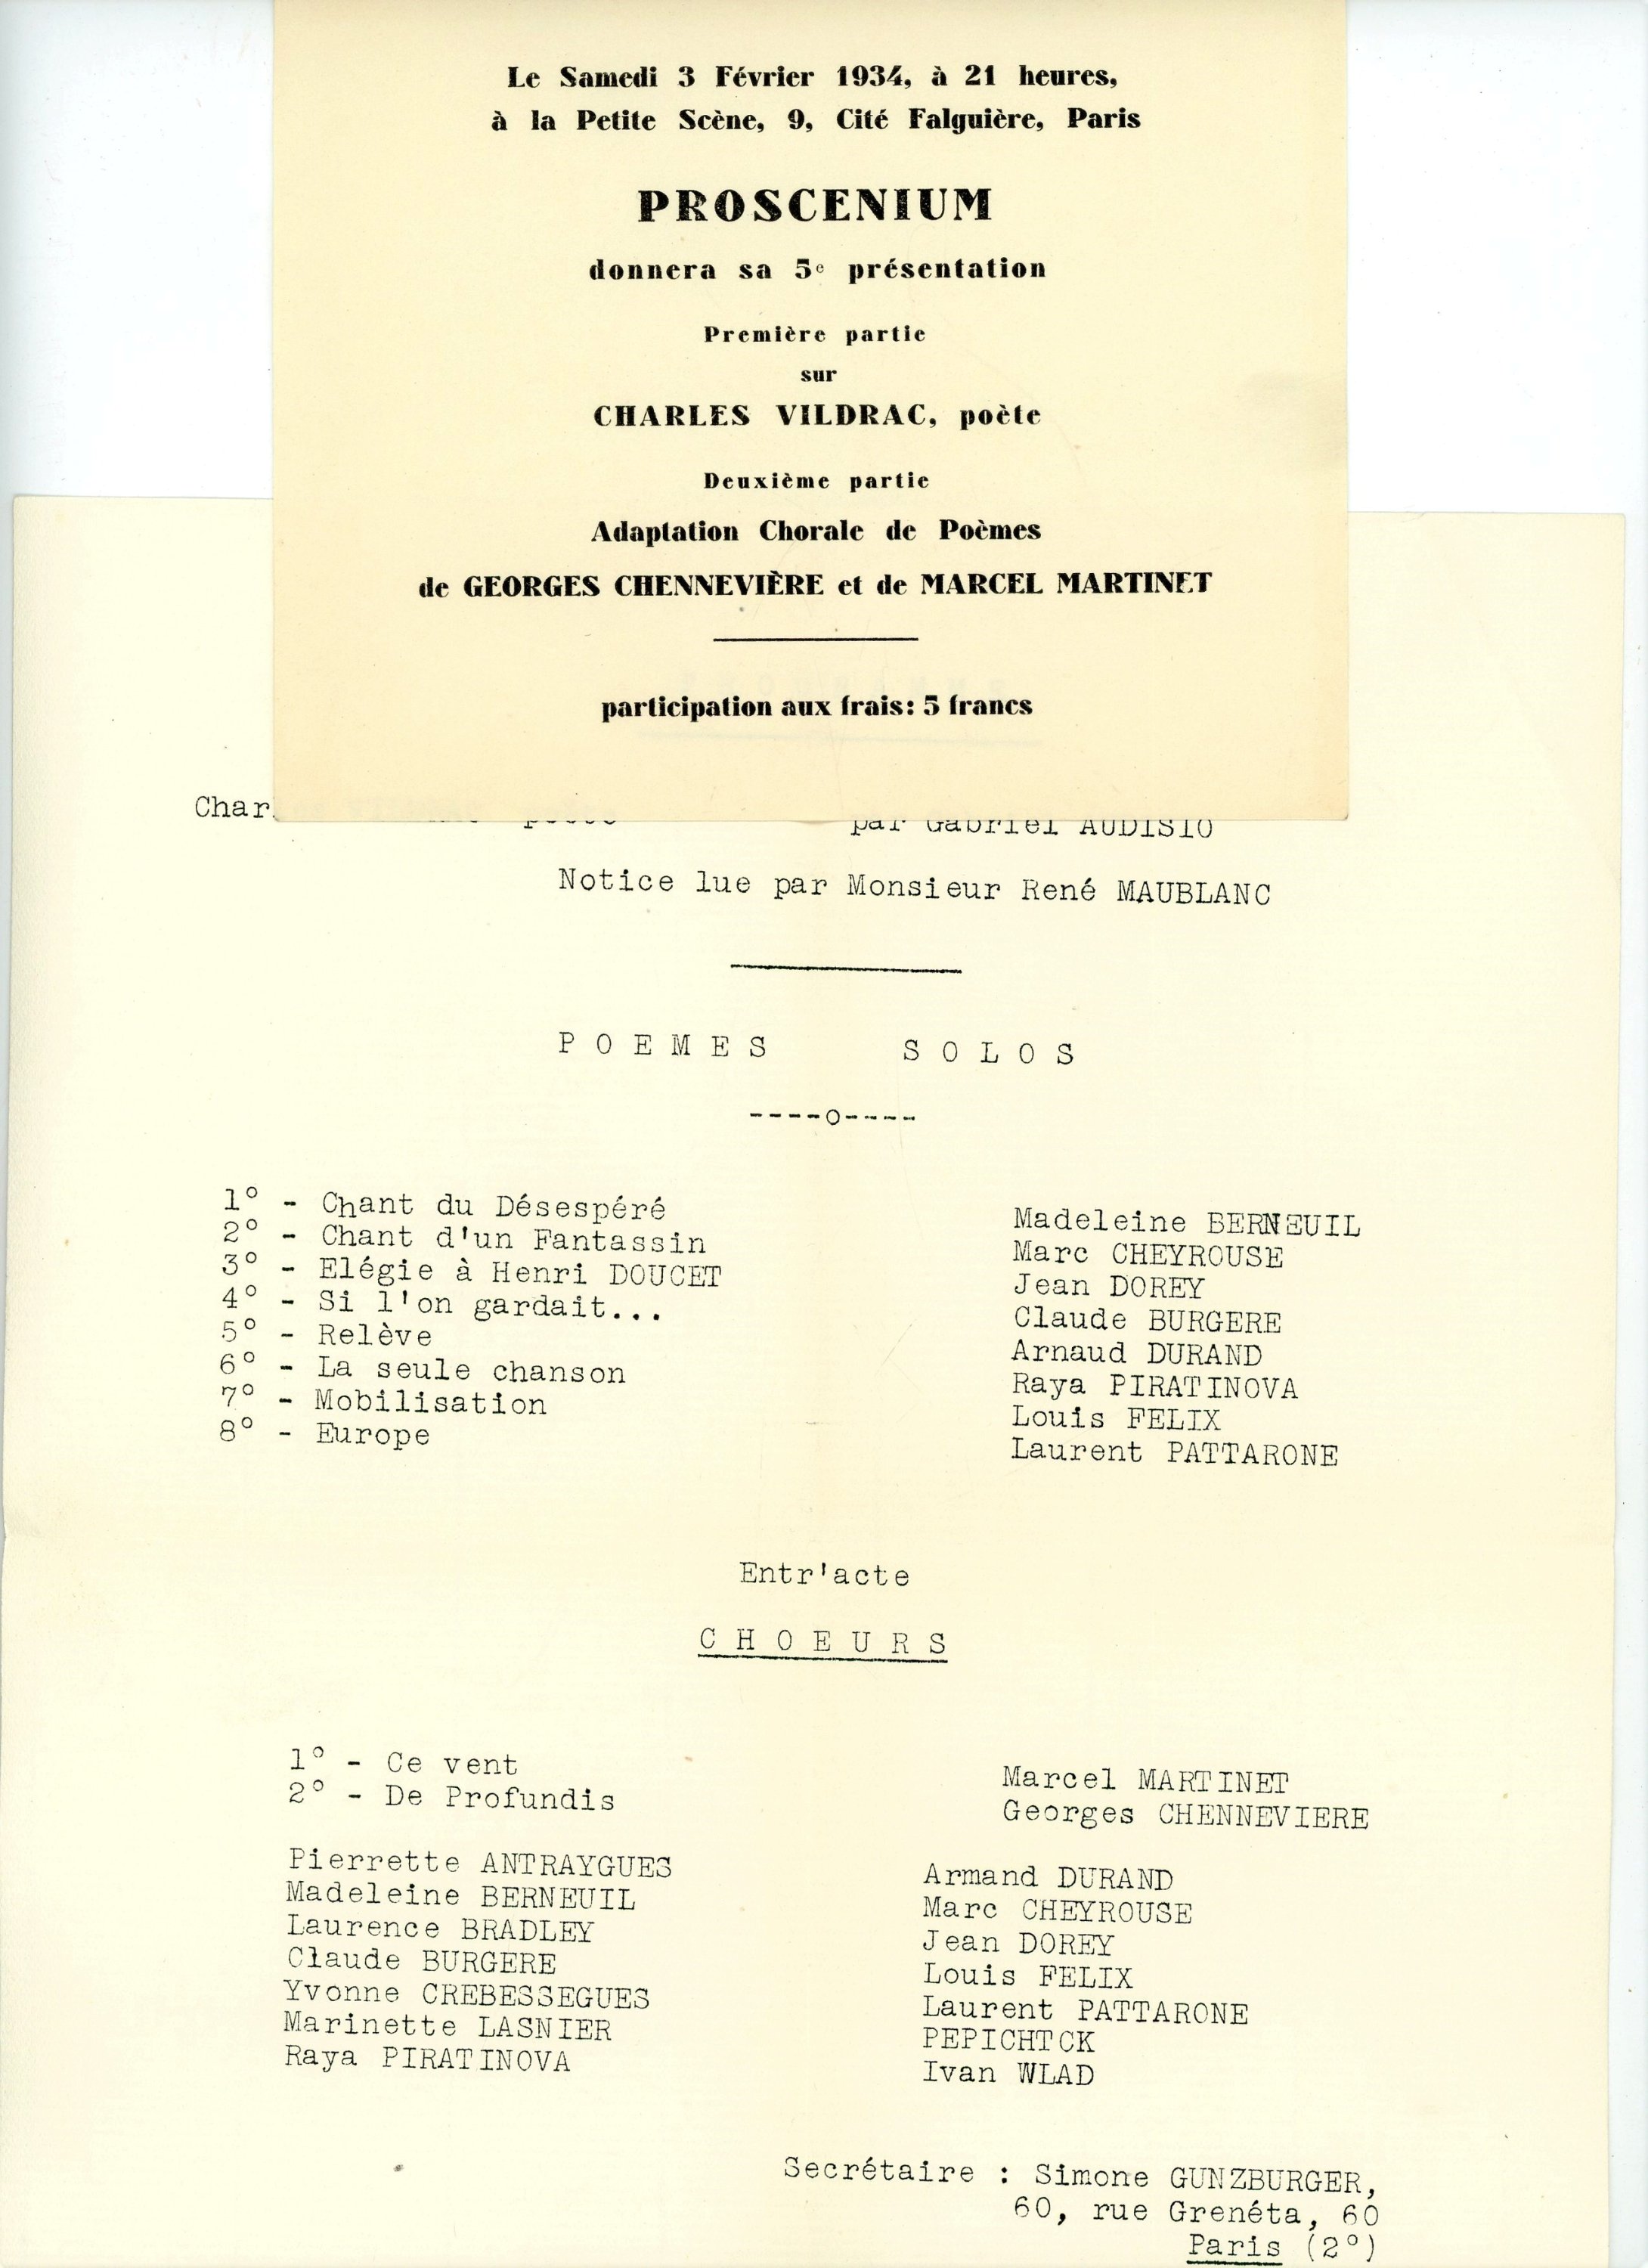 Le Samedi 3 Février 1934, à 21 heures,
à la Petite Scène, 9, Cité Falguière, Paris
PROSCENIUM
donnera sa 5e présentation
Première partie
sur
CHARLES VILDRAC, poète
Deuxième partie
Adaptation Chorale de Poèmes
de GEORGES CHENNEVIÈRE et de MARCEL MARTINET
participation aux frais: 5 francs
par Gabriel AUDISIO
Notice lue par Monsieur René MAUBLANC
POEMES SOLOS
----o----
1° - Chant du Désespéré Madeleine BERNEUIL
2° - Chant d'un Fantassin Marc CHEYROUSE
3° - Elégie à Henri DOUCET Jean DOREY
4° - Si l'on gardait... Claude BURGERE
5° - Relève Arnaud DURAND
6° - La seule chanson Raya PIRATINOVA
7° - Mobilisation Louis FELIX
8° - Europe Laurent PATTARONE
Entr'acte
CHOEURS
1° - Ce vent Marcel MARTINET
2° - De Profundis Georges CHENNEVIERE
Pierrette ANTRAYGUES Armand DURAND
Madeleine BERNEUIL Marc CHEYROUSE
Laurence BRADLEY Jean DOREY
Claude BURGERE Louis FELIX
Yvonne CREBESSEGUES Laurent PATTARONE
Marinette LASNIER PEPICHTCK
Raya PIRATINOVA Ivan WLAD
Secrétaire : Simone GUNZBURGER,
60, rue Grenéta, 60
Paris (2°)